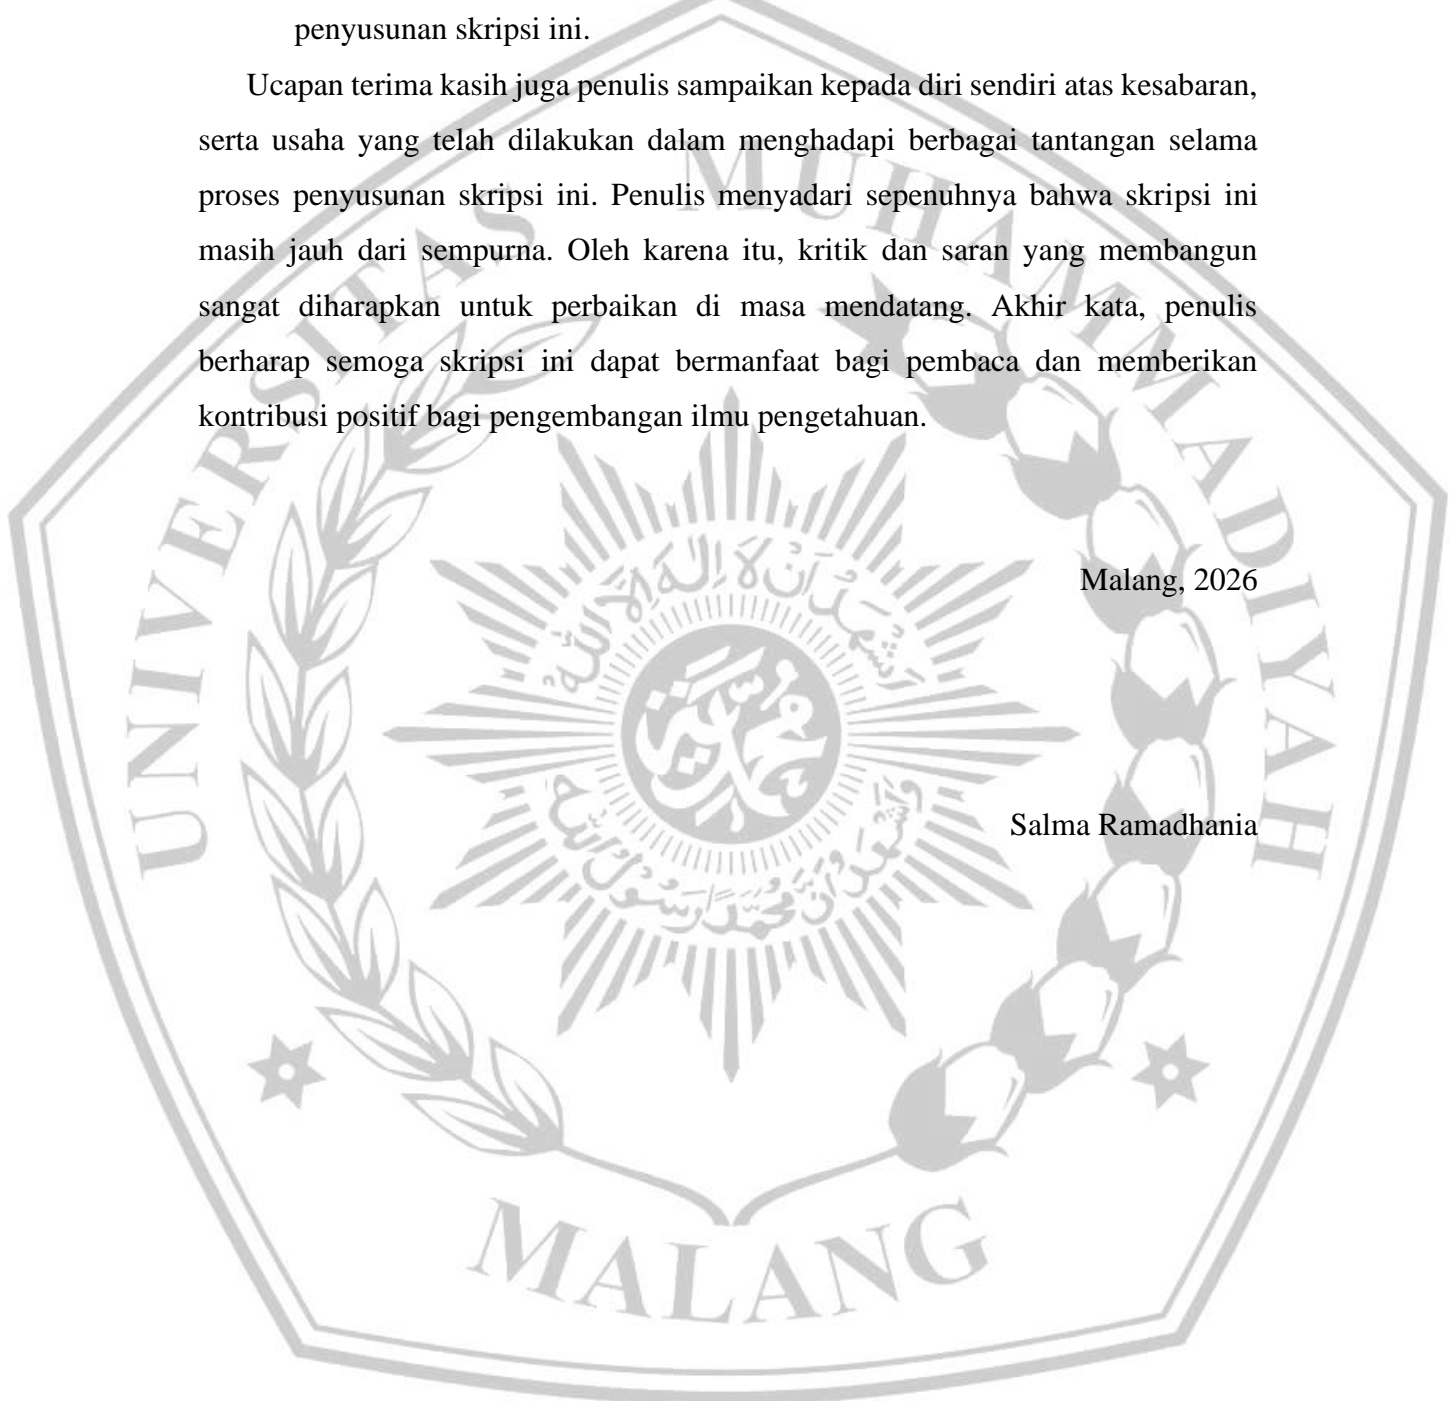 penyusunan skripsi ini.
Ucapan terima kasih juga penulis sampaikan kepada diri sendiri atas kesabaran,
serta usaha yang telah dilakukan dalam menghadapi berbagai tantangan selama
proses penyusunan skripsi ini. Penulis menyadari sepenuhnya bahwa skripsi ini
masih jauh dari sempurna. Oleh karena itu, kritik dan saran yang membangun
sangat diharapkan untuk perbaikan di masa mendatang. Akhir kata, penulis
berharap semoga skripsi ini dapat bermanfaat bagi pembaca dan memberikan
kontribusi positif bagi pengembangan ilmu pengetahuan.
Malang, 2026
Salma Ramadhania
UNIVERSITAS MUHAMMADIYAH
MALANG